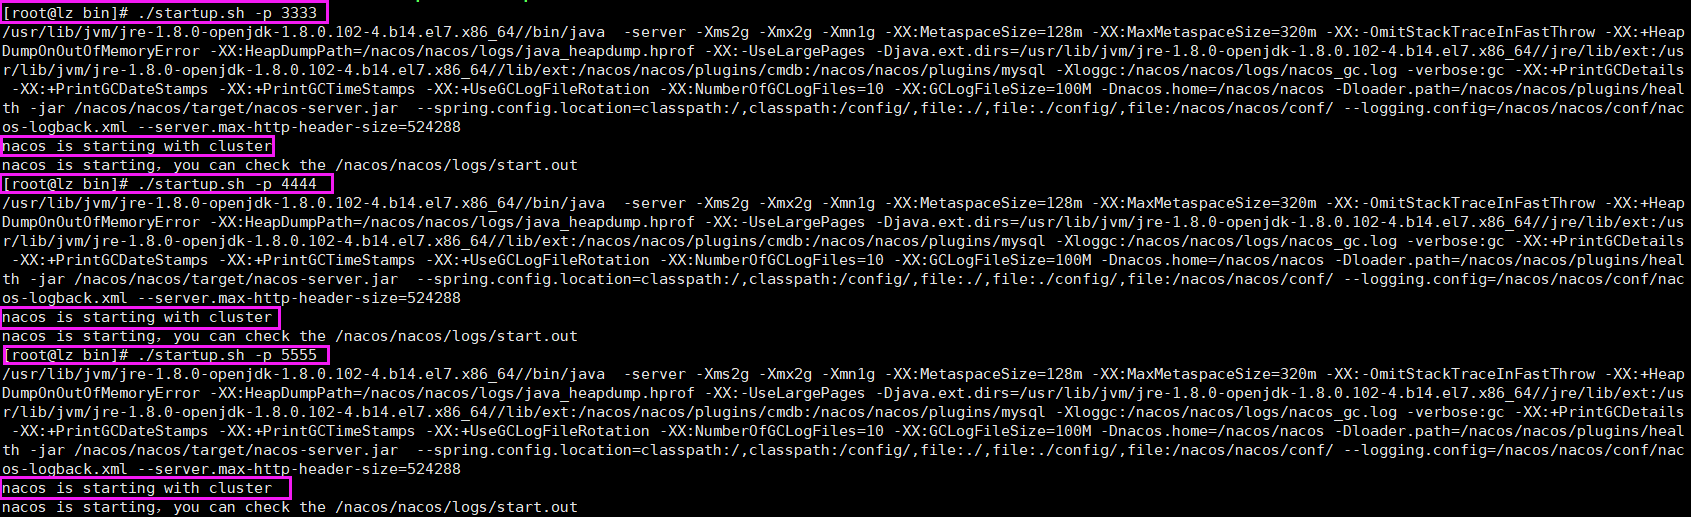 [root@lz bin]# ./startup.sh -p 3333
/usr/lib/jvm/jre-1.8.0-openjdk-1.8.0.102-4.b14.el7.x86_64//bin/java  -server -Xms2g -Xmx2g -Xmn1g -XX:MetaspaceSize=128m -XX:MaxMetaspaceSize=320m -XX:-OmitStackTraceInFastThrow -XX:+Heap
DumpOnOutOfMemoryError -XX:HeapDumpPath=/nacos/nacos/logs/java_heapdump.hprof -XX:-UseLargePages -Djava.ext.dirs=/usr/lib/jvm/jre-1.8.0-openjdk-1.8.0.102-4.b14.el7.x86_64//jre/lib/ext:/us
r/lib/jvm/jre-1.8.0-openjdk-1.8.0.102-4.b14.el7.x86_64//lib/ext:/nacos/nacos/plugins/cmdb:/nacos/nacos/plugins/mysql -Xloggc:/nacos/nacos/logs/nacos_gc.log -verbose:gc -XX:+PrintGCDetails
 -XX:+PrintGCDateStamps -XX:+PrintGCTimeStamps -XX:+UseGCLogFileRotation -XX:NumberOfGCLogFiles=10 -XX:GCLogFileSize=100M -Dnacos.home=/nacos/nacos -Dloader.path=/nacos/nacos/plugins/heal
th -jar /nacos/nacos/target/nacos-server.jar  --spring.config.location=classpath:/,classpath:/config/,file:./,file:./config/,file:/nacos/nacos/conf/ --logging.config=/nacos/nacos/conf/nac
os-logback.xml --server.max-http-header-size=524288
nacos is starting with cluster
nacos is starting，you can check the /nacos/nacos/logs/start.out
[root@lz bin]# ./startup.sh -p 4444
/usr/lib/jvm/jre-1.8.0-openjdk-1.8.0.102-4.b14.el7.x86_64//bin/java  -server -Xms2g -Xmx2g -Xmn1g -XX:MetaspaceSize=128m -XX:MaxMetaspaceSize=320m -XX:-OmitStackTraceInFastThrow -XX:+Heap
DumpOnOutOfMemoryError -XX:HeapDumpPath=/nacos/nacos/logs/java_heapdump.hprof -XX:-UseLargePages -Djava.ext.dirs=/usr/lib/jvm/jre-1.8.0-openjdk-1.8.0.102-4.b14.el7.x86_64//jre/lib/ext:/us
r/lib/jvm/jre-1.8.0-openjdk-1.8.0.102-4.b14.el7.x86_64//lib/ext:/nacos/nacos/plugins/cmdb:/nacos/nacos/plugins/mysql -Xloggc:/nacos/nacos/logs/nacos_gc.log -verbose:gc -XX:+PrintGCDetails
 -XX:+PrintGCDateStamps -XX:+PrintGCTimeStamps -XX:+UseGCLogFileRotation -XX:NumberOfGCLogFiles=10 -XX:GCLogFileSize=100M -Dnacos.home=/nacos/nacos -Dloader.path=/nacos/nacos/plugins/heal
th -jar /nacos/nacos/target/nacos-server.jar  --spring.config.location=classpath:/,classpath:/config/,file:./,file:./config/,file:/nacos/nacos/conf/ --logging.config=/nacos/nacos/conf/nac
os-logback.xml --server.max-http-header-size=524288
nacos is starting with cluster
nacos is starting，you can check the /nacos/nacos/logs/start.out
[root@lz bin]# ./startup.sh -p 5555
/usr/lib/jvm/jre-1.8.0-openjdk-1.8.0.102-4.b14.el7.x86_64//bin/java  -server -Xms2g -Xmx2g -Xmn1g -XX:MetaspaceSize=128m -XX:MaxMetaspaceSize=320m -XX:-OmitStackTraceInFastThrow -XX:+Heap
DumpOnOutOfMemoryError -XX:HeapDumpPath=/nacos/nacos/logs/java_heapdump.hprof -XX:-UseLargePages -Djava.ext.dirs=/usr/lib/jvm/jre-1.8.0-openjdk-1.8.0.102-4.b14.el7.x86_64//jre/lib/ext:/us
r/lib/jvm/jre-1.8.0-openjdk-1.8.0.102-4.b14.el7.x86_64//lib/ext:/nacos/nacos/plugins/cmdb:/nacos/nacos/plugins/mysql -Xloggc:/nacos/nacos/logs/nacos_gc.log -verbose:gc -XX:+PrintGCDetails
 -XX:+PrintGCDateStamps -XX:+PrintGCTimeStamps -XX:+UseGCLogFileRotation -XX:NumberOfGCLogFiles=10 -XX:GCLogFileSize=100M -Dnacos.home=/nacos/nacos -Dloader.path=/nacos/nacos/plugins/heal
th -jar /nacos/nacos/target/nacos-server.jar  --spring.config.location=classpath:/,classpath:/config/,file:./,file:./config/,file:/nacos/nacos/conf/ --logging.config=/nacos/nacos/conf/nac
os-logback.xml --server.max-http-header-size=524288
nacos is starting with cluster
nacos is starting，you can check the /nacos/nacos/logs/start.out